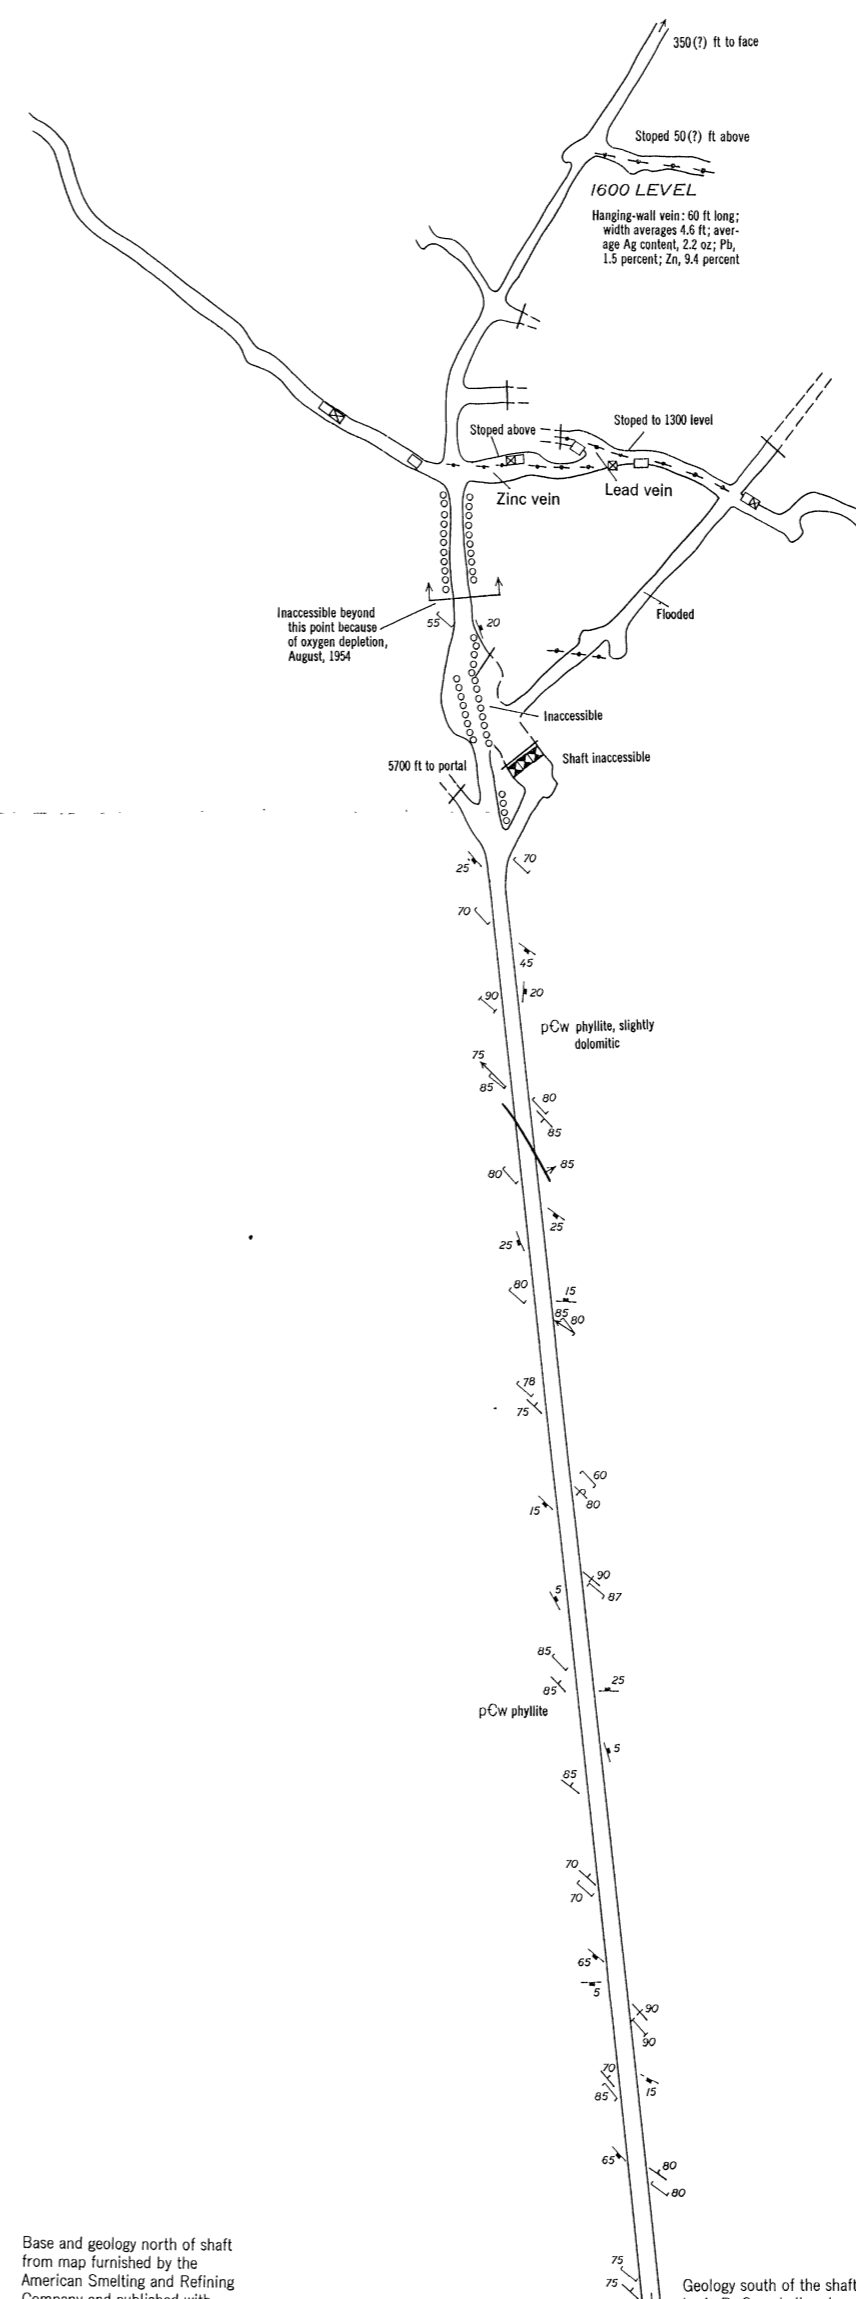 350(?) ft to face
Stoped 50(?) ft above
1600 LEVEL
Hanging-wall vein: 60 ft long;
width averages 4.6 ft; aver-
age Ag content, 2.2 oz; Pb,
1.5 percent; Zn, 9.4 percent
Stoped to 1300 level
Stoped above
Lead vein
Zinc vein
Inaccessible beyond
this point because
of oxygen depletion,
August, 1954
Flooded
55
20
Inaccessible
Shaft inaccessible
5700 ft to portal
25
70
70
45
90
20
p€w phyllite, slightly
dolomitic
75
85
80
85
85
80
25
25
80
15
85
80
78
75
60
80
15
90
87
5
85
85
25
p€w phyllite
5
85
70
70
65
5
90
90
70
85
15
65
80
80
Base and geology north of shaft
from map furnished by the
American Smelting and Refining
75
75
Geology south of the shaft